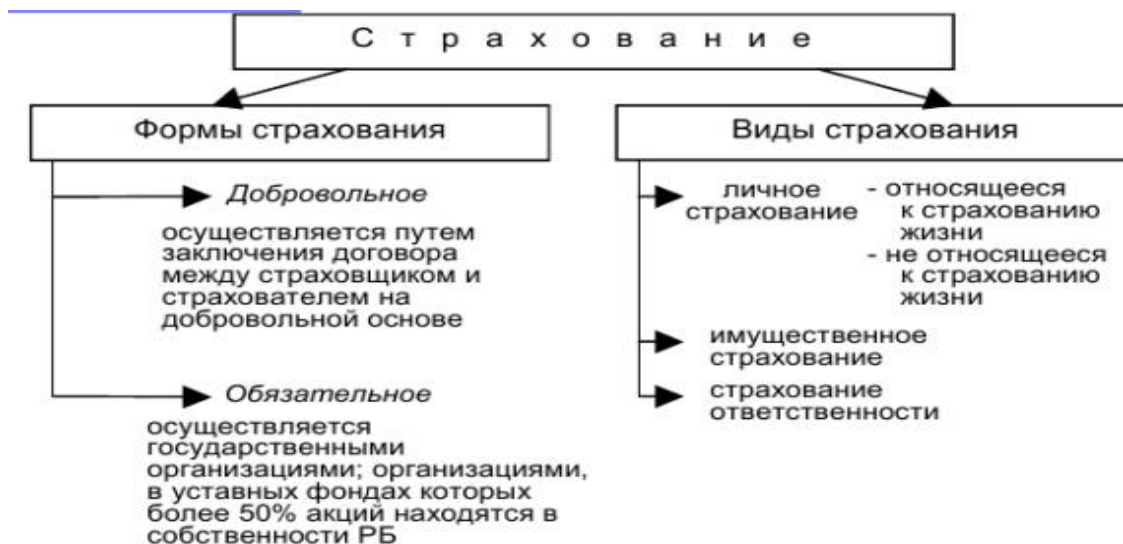 Страхование
Формы страхования
Добровольное
осуществляется путем
заключения договора
между страховщиком и
страхователем на
добровольной основе
Обязательное
осуществляется
государственными
организациями; организациями,
в уставных фондах которых
более 50% акций находятся в
собственности РБ
Виды страхования
личное
страхование
- относящееся
к страхованию
жизни
- не относящееся
к страхованию
жизни
имущественное
страхование
страхование
ответственности